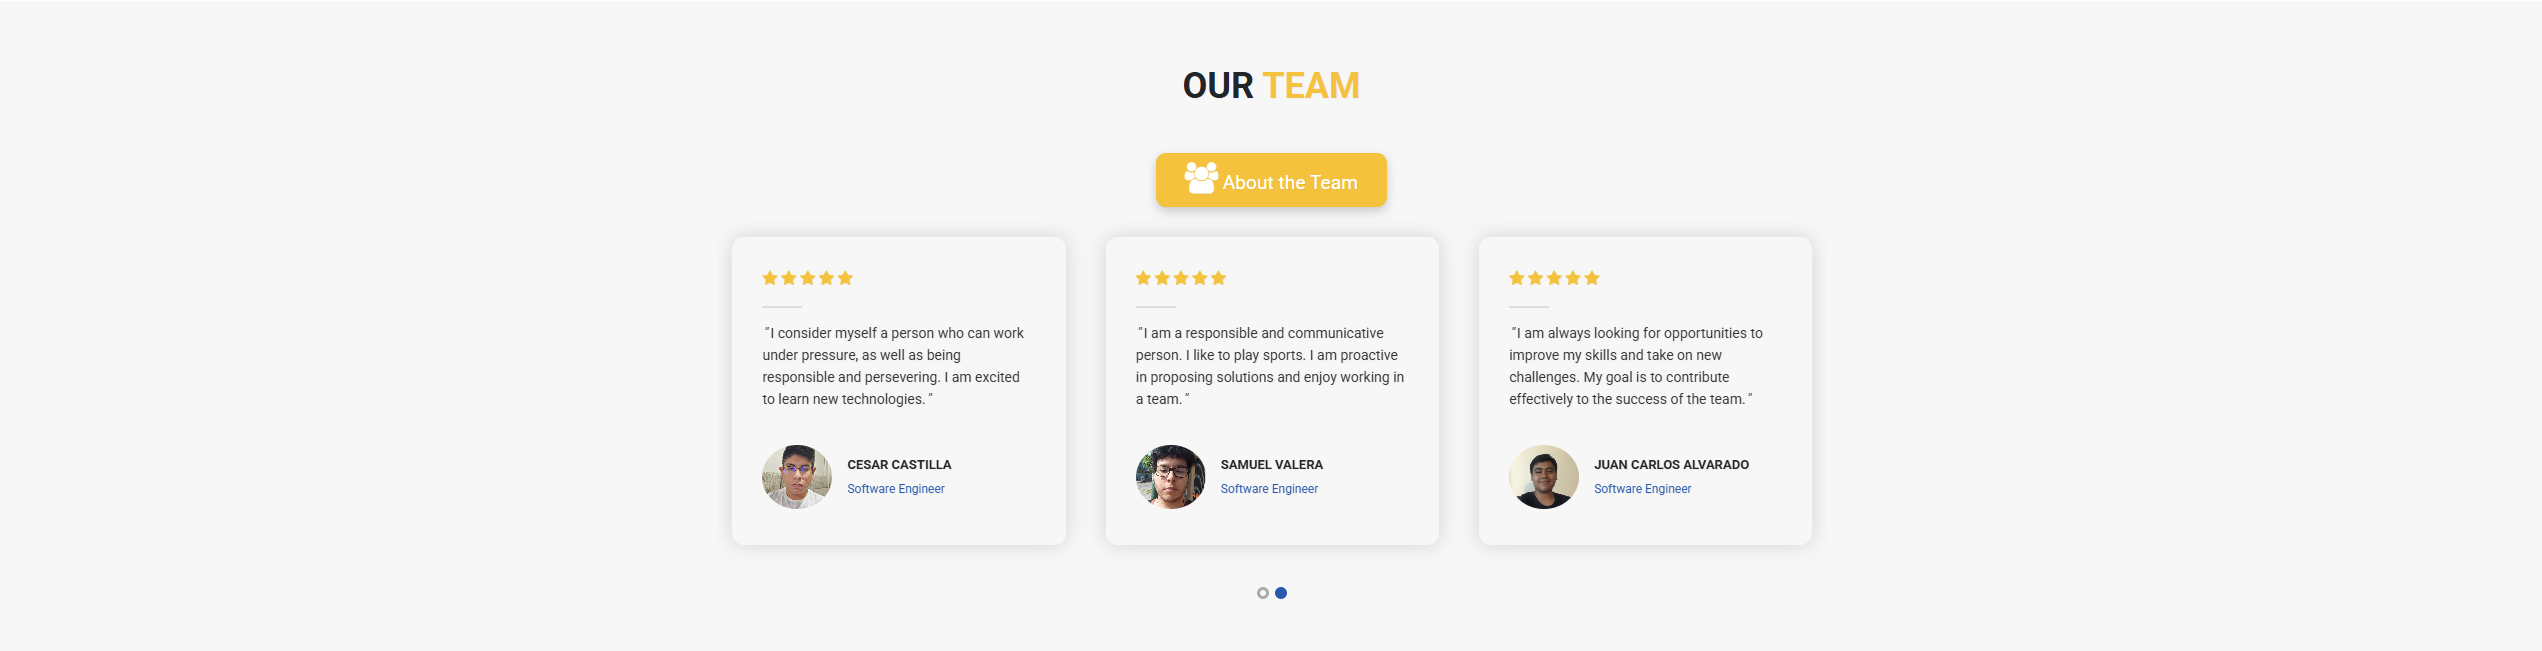 OUR TEAM
About the Team
"I consider myself a person who can work
under pressure, as well as being
responsible and persevering. I am excited
to learn new technologies."
CESAR CASTILLA
Software Engineer
"I am a responsible and communicative
person. I like to play sports. I am proactive
in proposing solutions and enjoy working in
a team."
SAMUEL VALERA
Software Engineer
"I am always looking for opportunities to
improve my skills and take on new
challenges. My goal is to contribute
effectively to the success of the team."
JUAN CARLOS ALVARADO
Software Engineer